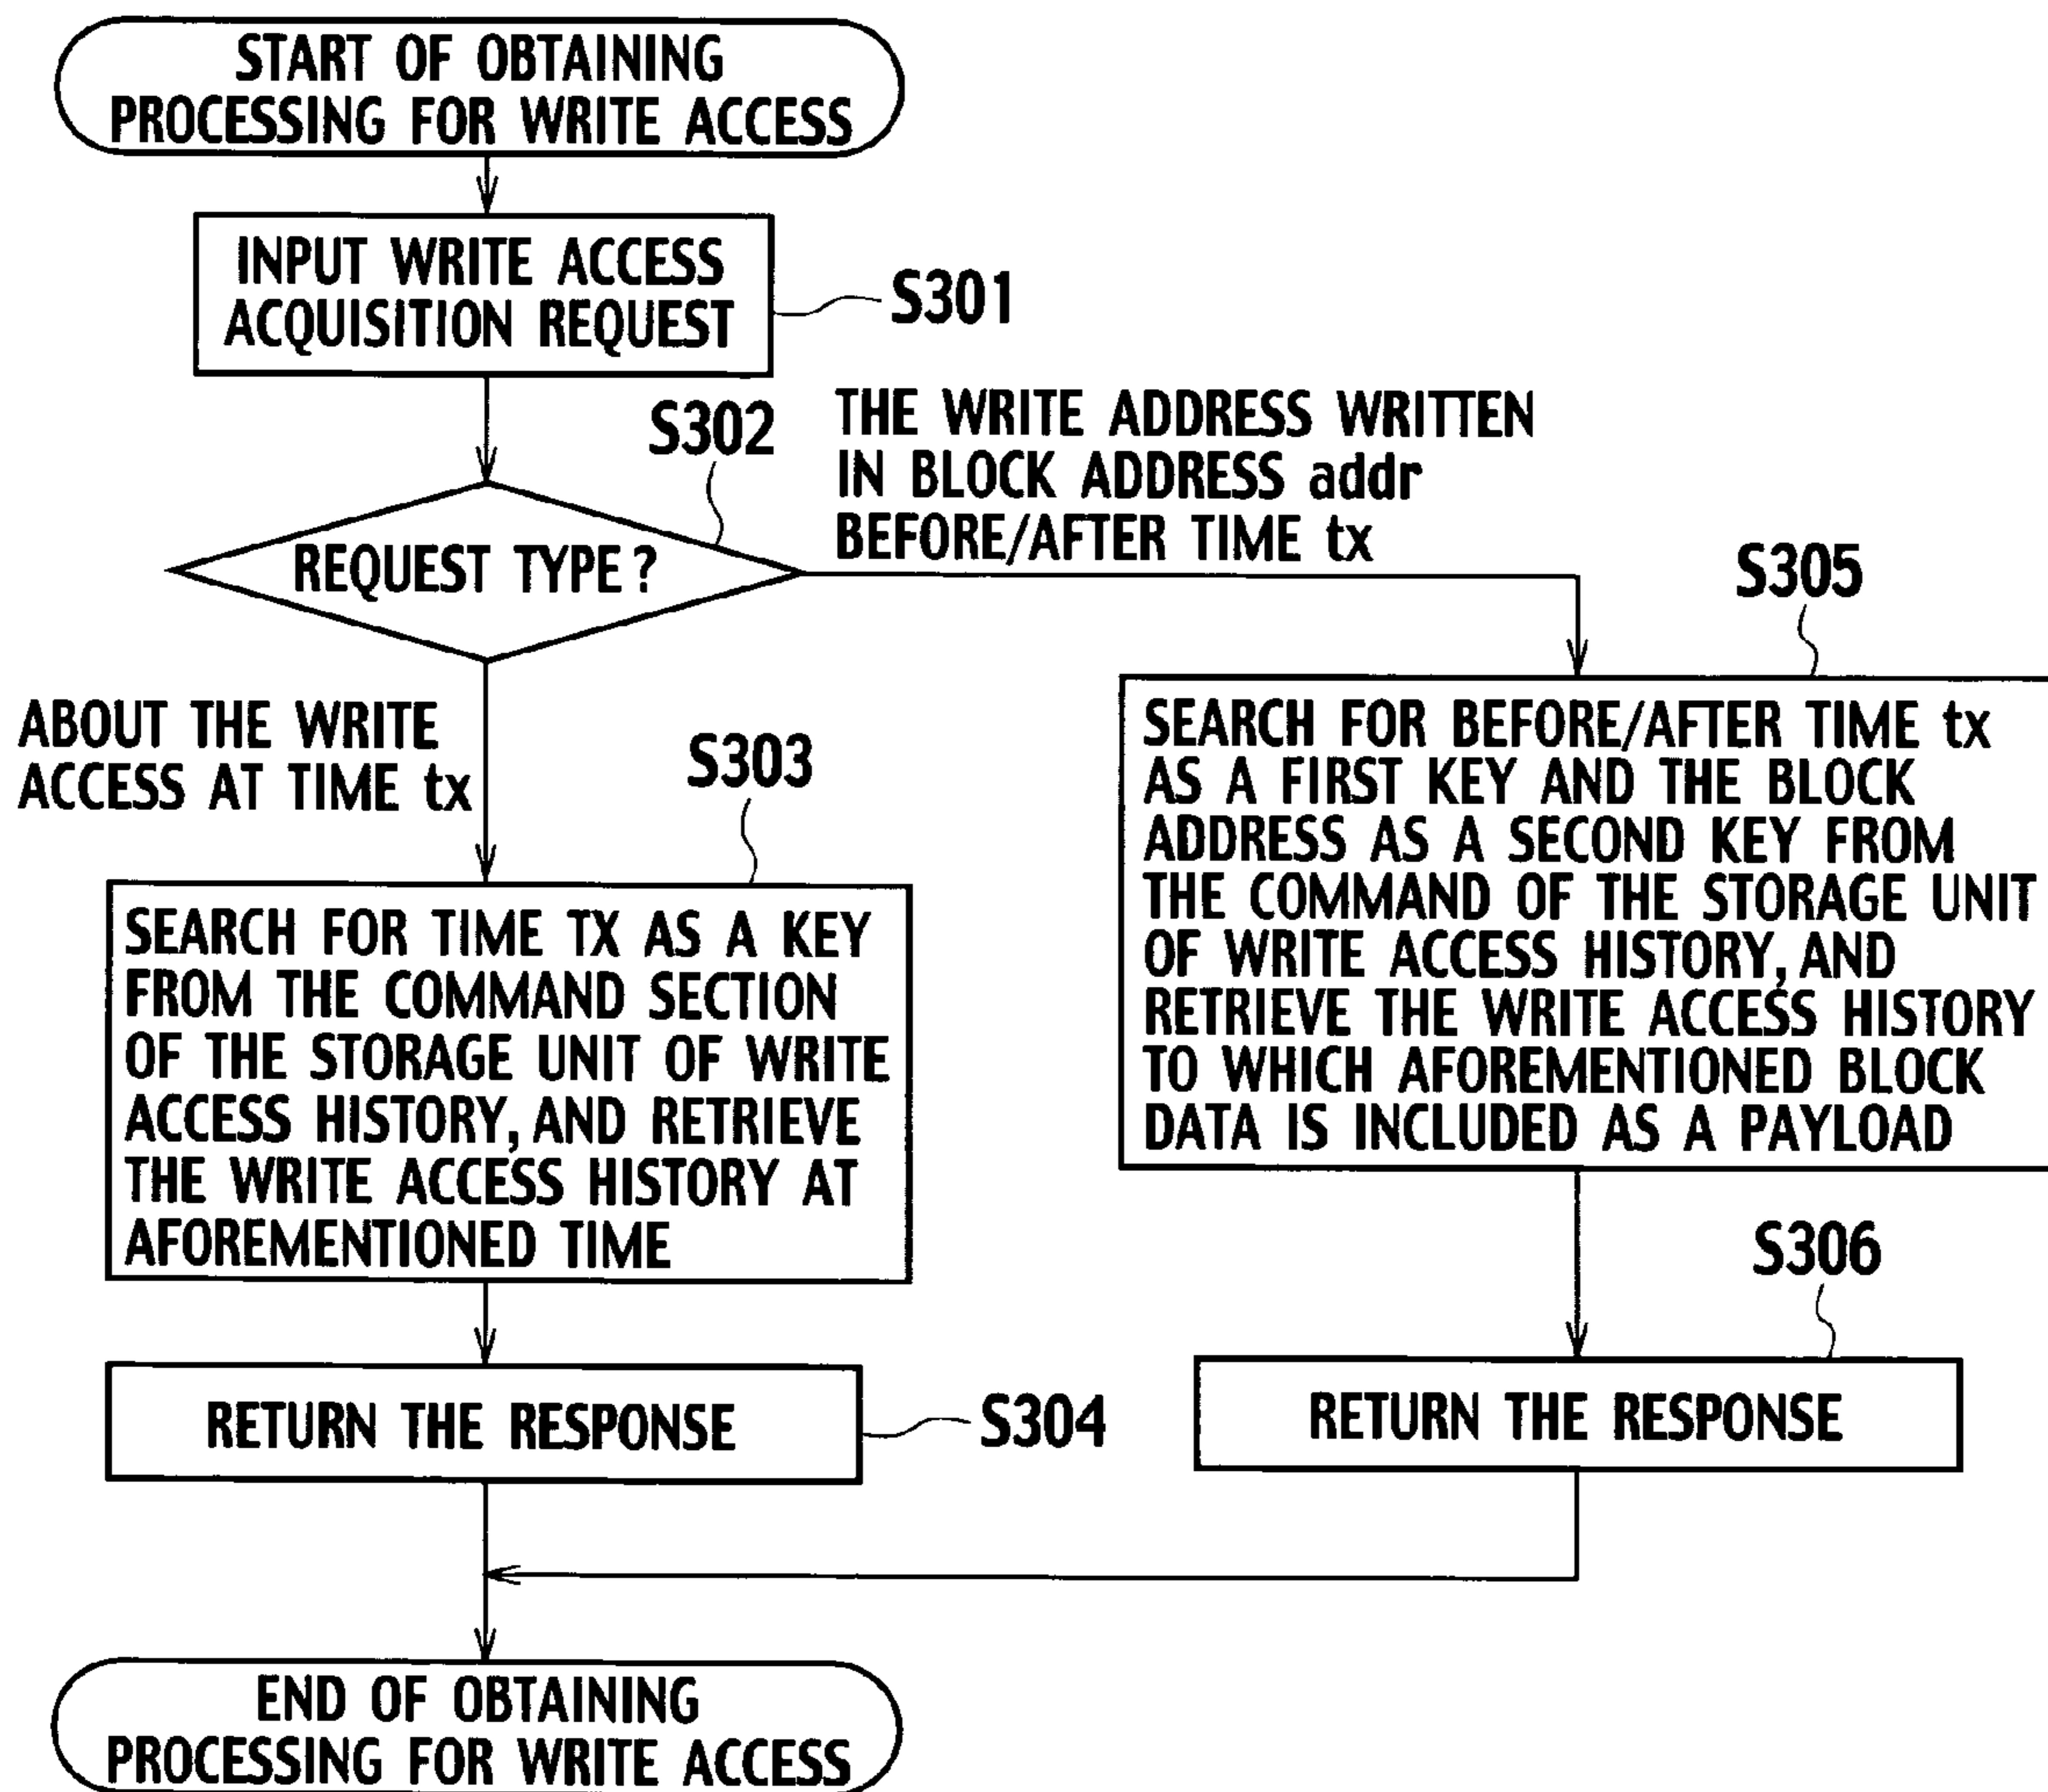 START OF OBTAINING
PROCESSING FOR WRITE ACCESS
INPUT WRITE ACCESS
ACQUISITION REQUEST
S301
S302
THE WRITE ADDRESS WRITTEN
IN BLOCK ADDRESS addr
BEFORE/AFTER TIME tx
REQUEST TYPE?
ABOUT THE WRITE
ACCESS AT TIME tx
S303
SEARCH FOR TIME TX AS A KEY
FROM THE COMMAND SECTION
OF THE STORAGE UNIT OF WRITE
ACCESS HISTORY, AND RETRIEVE
THE WRITE ACCESS HISTORY AT
AFOREMENTIONED TIME
RETURN THE RESPONSE
S304
S305
SEARCH FOR BEFORE/AFTER TIME tx
AS A FIRST KEY AND THE BLOCK
ADDRESS AS A SECOND KEY FROM
THE COMMAND OF THE STORAGE UNIT
OF WRITE ACCESS HISTORY, AND
RETRIEVE THE WRITE ACCESS HISTORY
TO WHICH AFOREMENTIONED BLOCK
DATA IS INCLUDED AS A PAYLOAD
S306
RETURN THE RESPONSE
END OF OBTAINING
PROCESSING FOR WRITE ACCESS